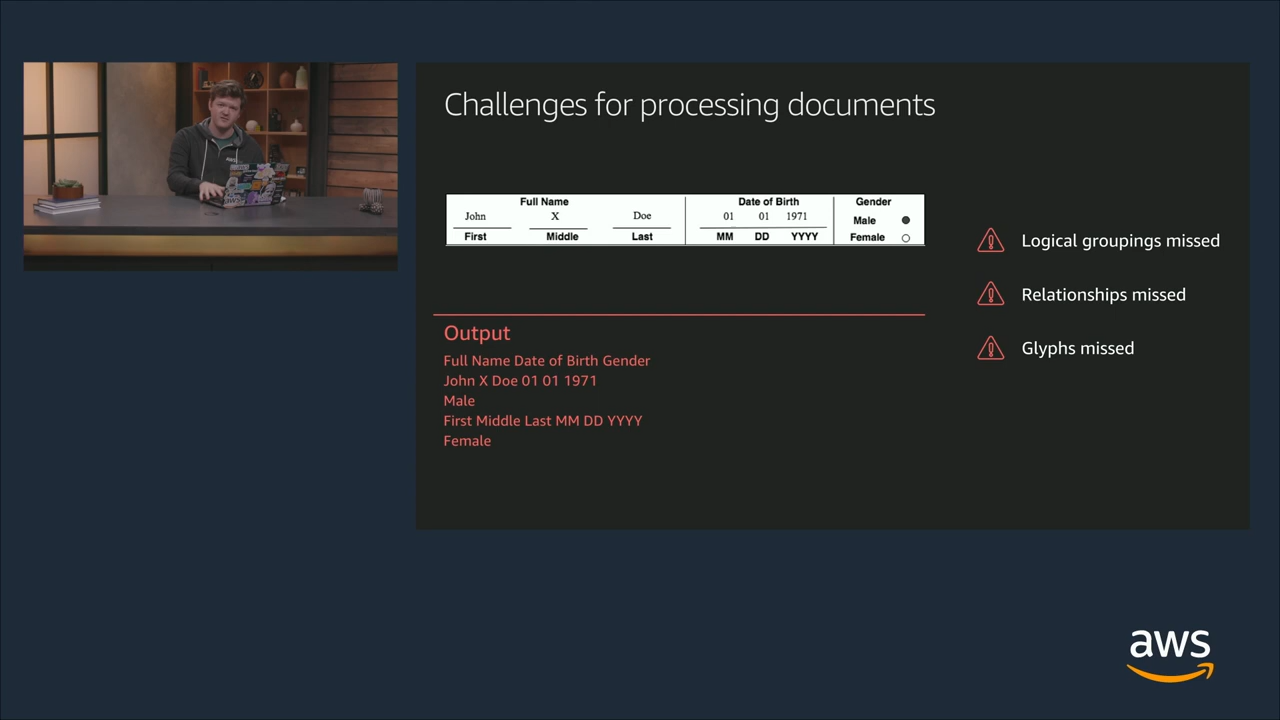 Challenges for processing documents
Full Name Date of Birth Gender
John X Doe 01 01 1971 Male
First Middle Last MM DD YYYY Female
Logical groupings missed
Relationships missed
Glyphs missed
Output
Full Name Date of Birth Gender
John X Doe 01 01 1971
Male
First Middle Last MM DD YYYY
Female
aws